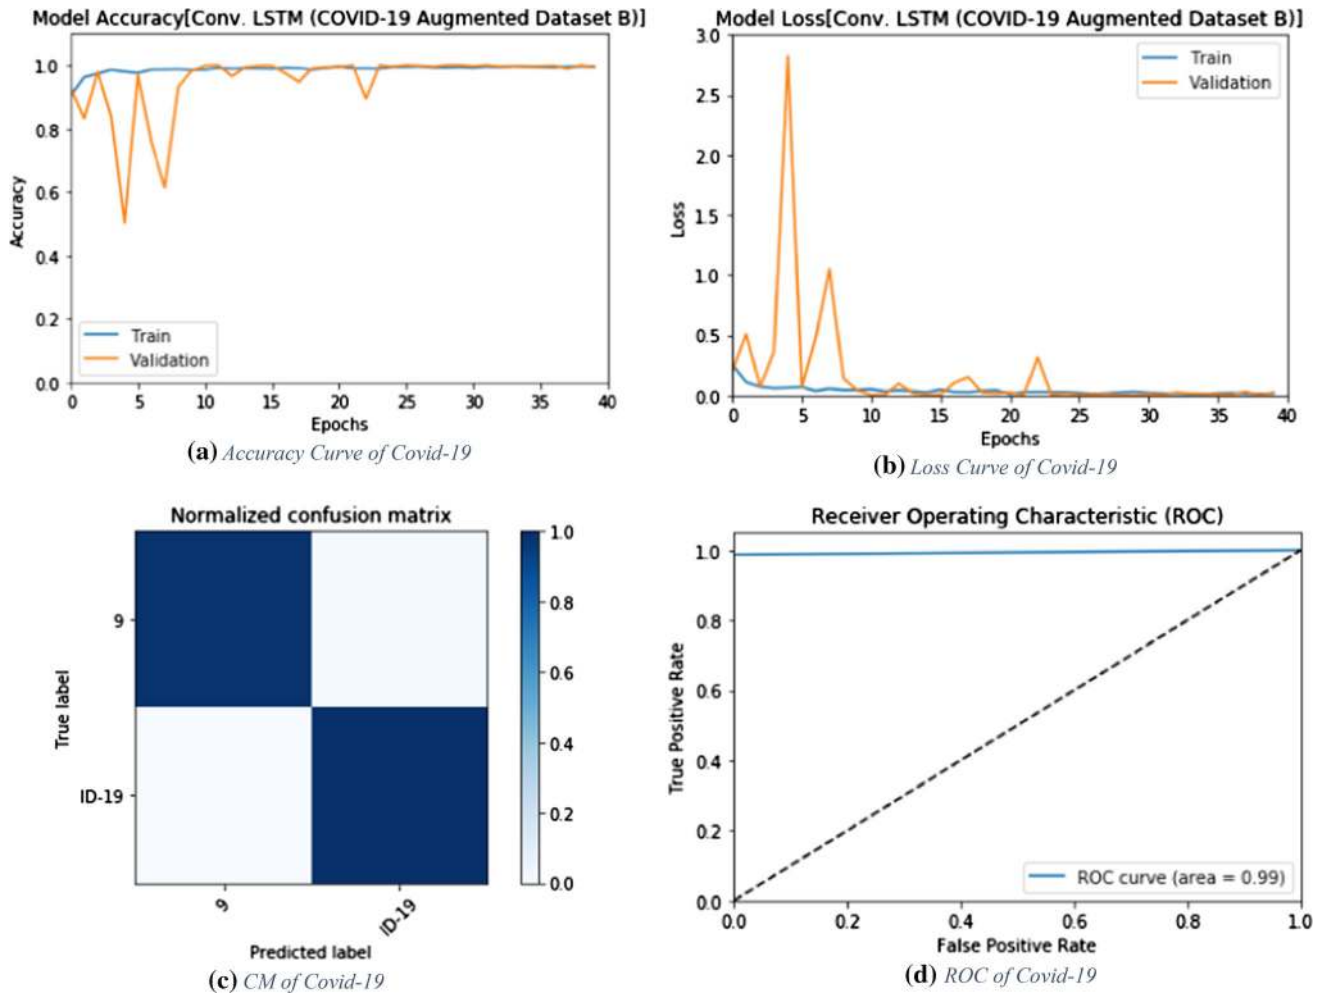 Model Accuracy[Conv. LSTM (COVID-19 Augmented Dataset B)]
1.0
0.8
0.6
0.4
0.2
0.0
Accuracy
Train
Validation
0 5 10 15 20 25 30 35 40
Epochs
(a) Accuracy Curve of Covid-19
Model Loss[Conv. LSTM (COVID-19 Augmented Dataset B)]
3.0
2.5
2.0
1.5
1.0
0.5
0.0
Loss
Train
Validation
0 5 10 15 20 25 30 35 40
Epochs
(b) Loss Curve of Covid-19
Normalized confusion matrix
True label
9
ID-19
9 ID-19
Predicted label
1.0
0.8
0.6
0.4
0.2
0.0
(c) CM of Covid-19
Receiver Operating Characteristic (ROC)
1.0
0.8
0.6
0.4
0.2
0.0
True Positive Rate
ROC curve (area = 0.99)
0.0 0.2 0.4 0.6 0.8 1.0
False Positive Rate
(d) ROC of Covid-19